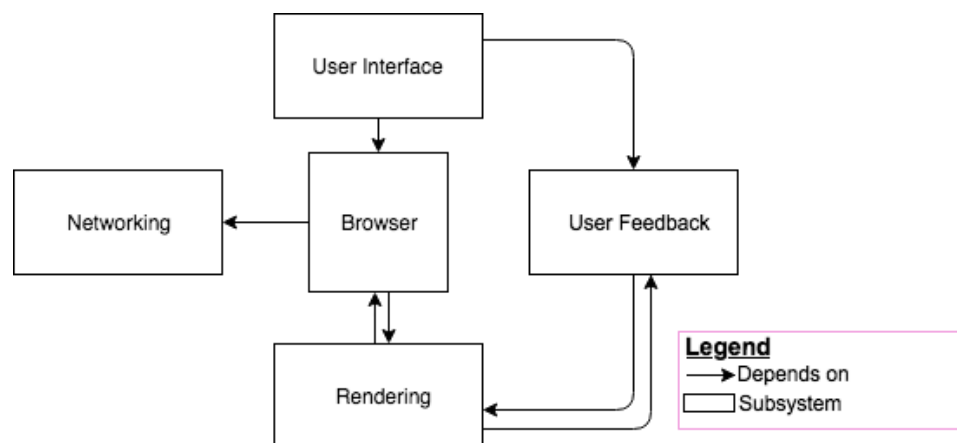 User Interface
Networking
Browser
User Feedback
Rendering
Legend
Depends on
Subsystem